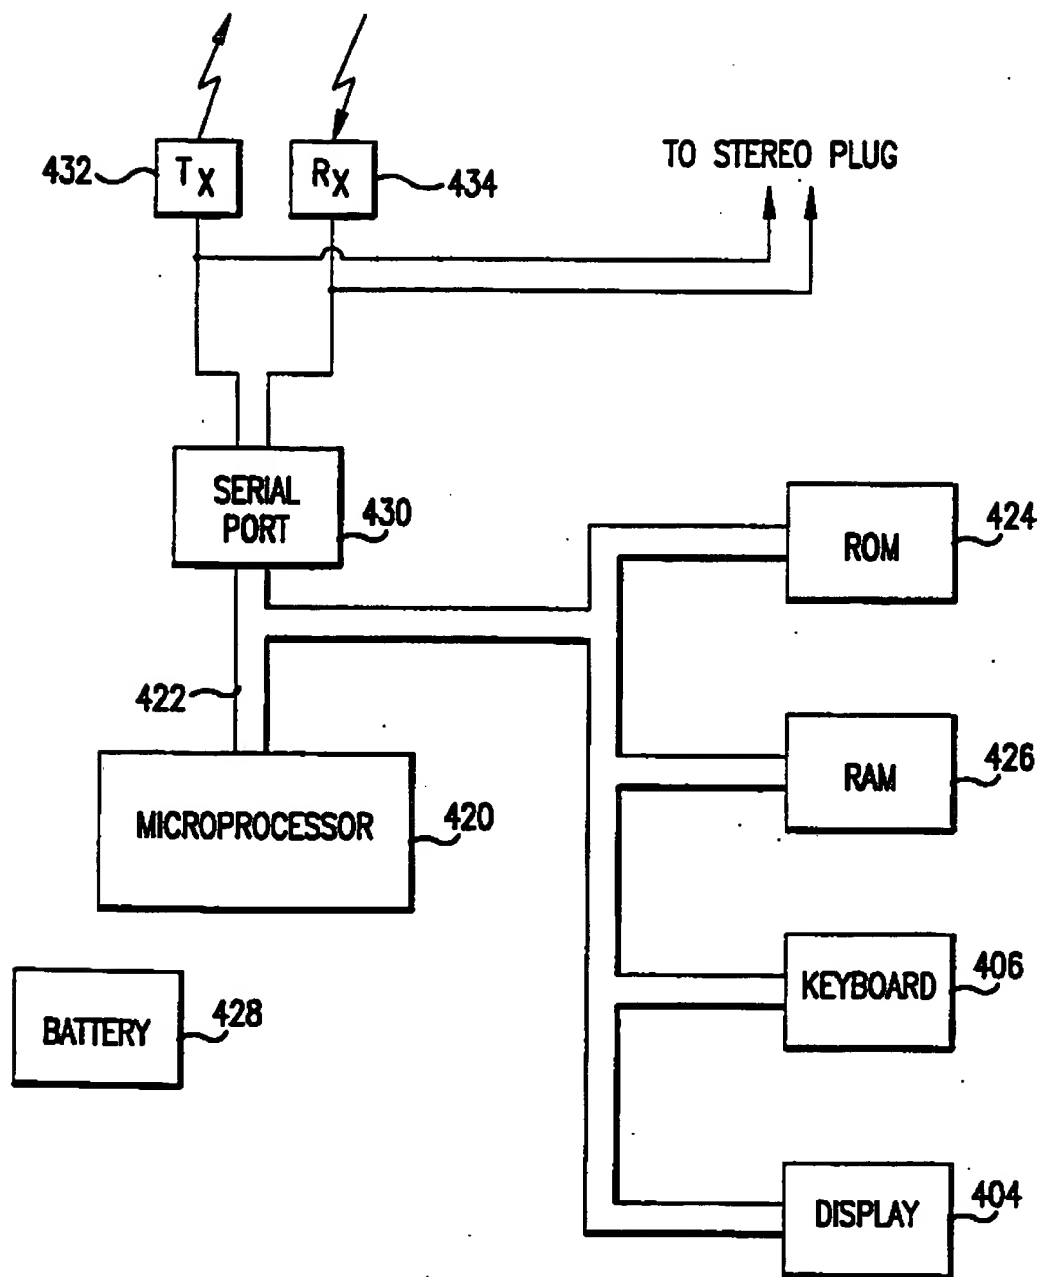 432
Tx
Rx
434
TO STEREO PLUG
SERIAL
PORT
430
ROM
424
422
RAM
426
MICROPROCESSOR
420
KEYBOARD
406
BATTERY
428
DISPLAY
404